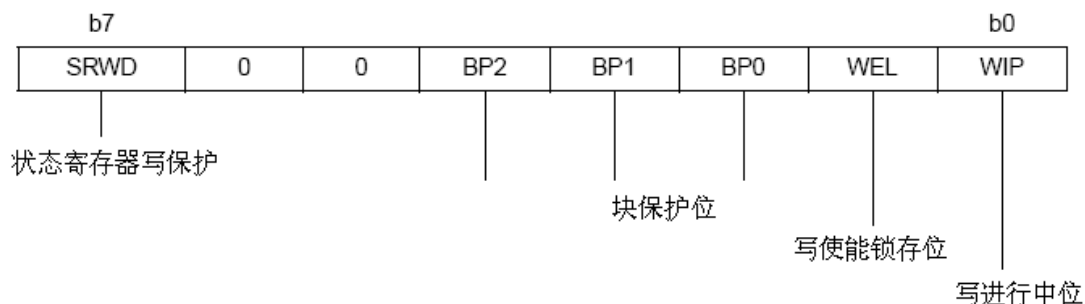 b7 b0
SRWD 0 0 BP2 BP1 BP0 WEL WIP
状态寄存器写保护
块保护位
写使能锁存位
写进行中位